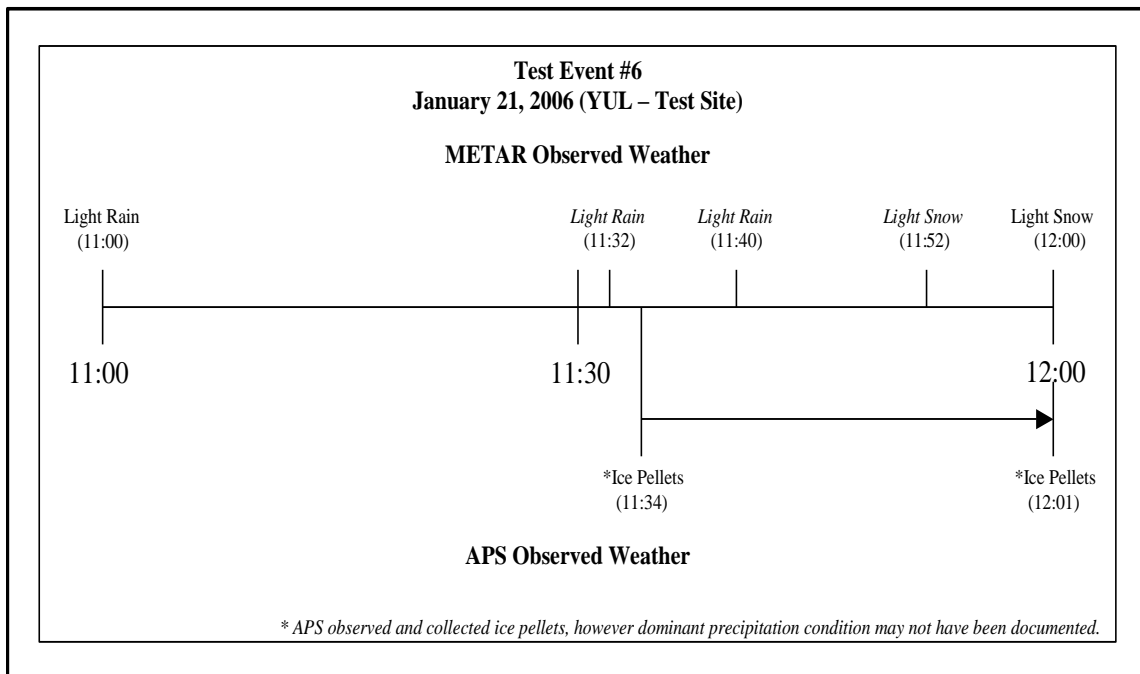 Test Event #6
January 21, 2006 (YUL – Test Site)
METAR Observed Weather
Light Rain
(11:00)
Light Rain
(11:32)
Light Rain
(11:40)
Light Snow
(11:52)
Light Snow
(12:00)
11:00
11:30
12:00
*Ice Pellets
(11:34)
*Ice Pellets
(12:01)
APS Observed Weather
* APS observed and collected ice pellets, however dominant precipitation condition may not have been documented.